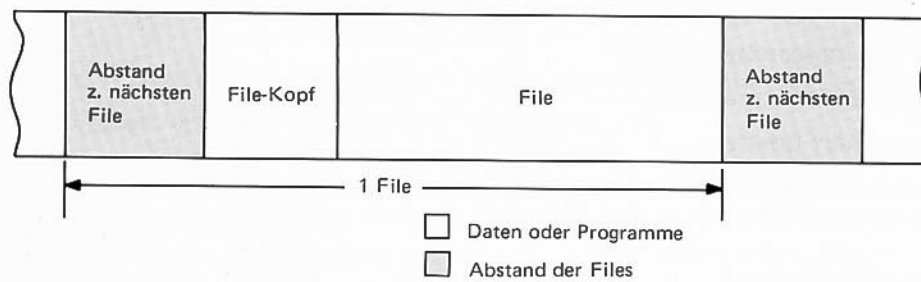 Abstand
z. nächsten
File
File-Kopf
File
Abstand
z. nächsten
File
1 File
Daten oder Programme
Abstand der Files